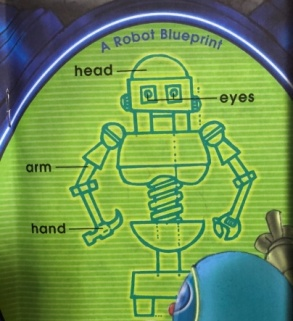 A Robot Blueprint
head
eyes
arm
hand